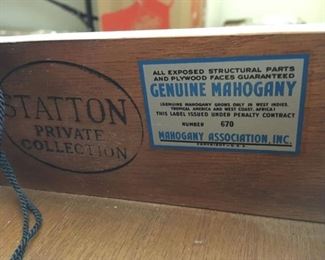 STATTON
PRIVATE
COLLECTION
ALL EXPOSED STRUCTURAL PARTS
AND PLYWOOD FACES GUARANTEED
GENUINE MAHOGANY
(GENUINE MAHOGANY GROWS ONLY IN WEST INDIES,
TROPICAL AMERICA AND WEST COAST, AFRICA)
THIS LABEL ISSUED UNDER PENALTY CONTRACT
NUMBER 670
MAHOGANY ASSOCIATION, INC.
COPYRIGHT-U.S.A.